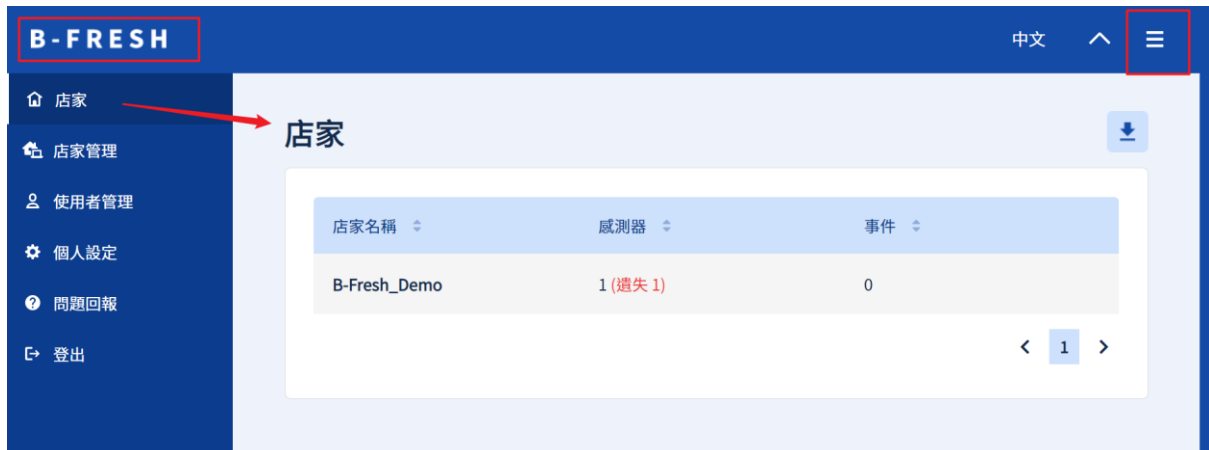 B-FRESH
中文
店家
店家管理
使用者管理
個人設定
問題回報
登出
店家
店家名稱 感測器 事件
B-Fresh_Demo 1 (遺失 1) 0
1